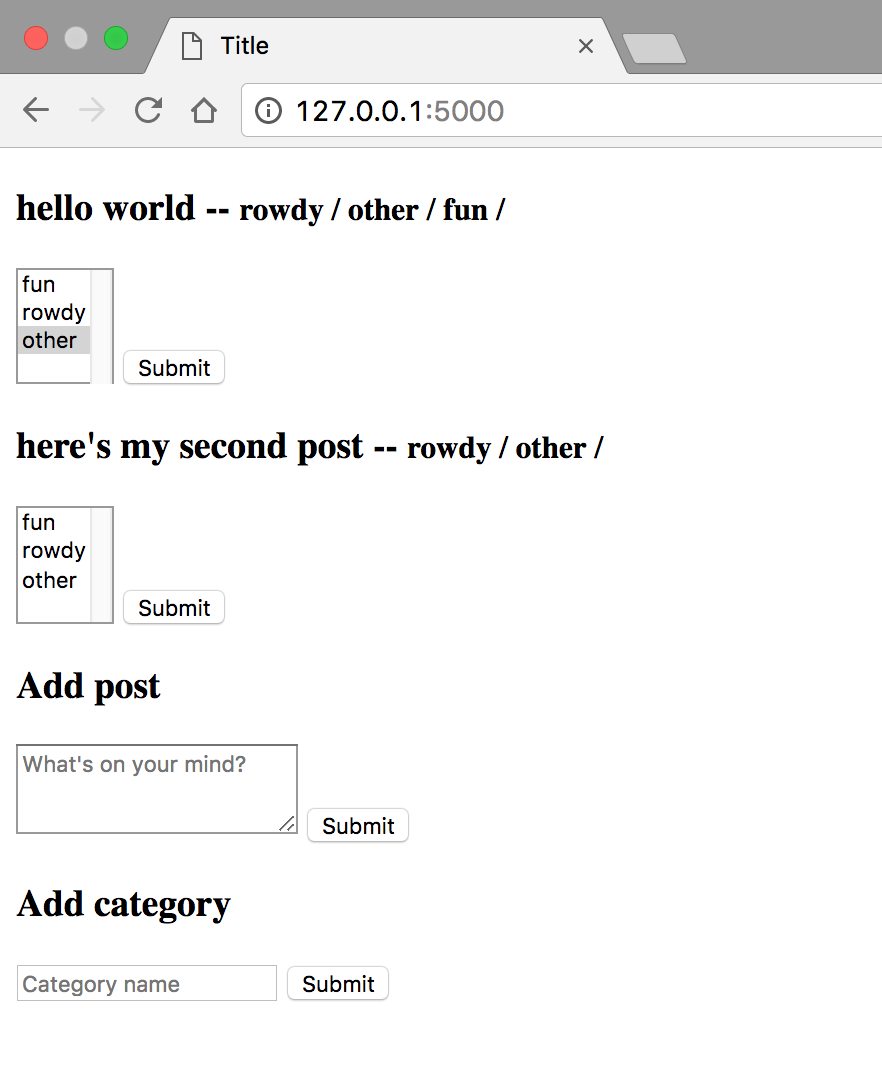 Title
127.0.0.1:5000
hello world -- rowdy / other / fun /
fun
rowdy
other
Submit
here's my second post -- rowdy / other /
fun
rowdy
other
Submit
Add post
What's on your mind?
Submit
Add category
Category name Submit